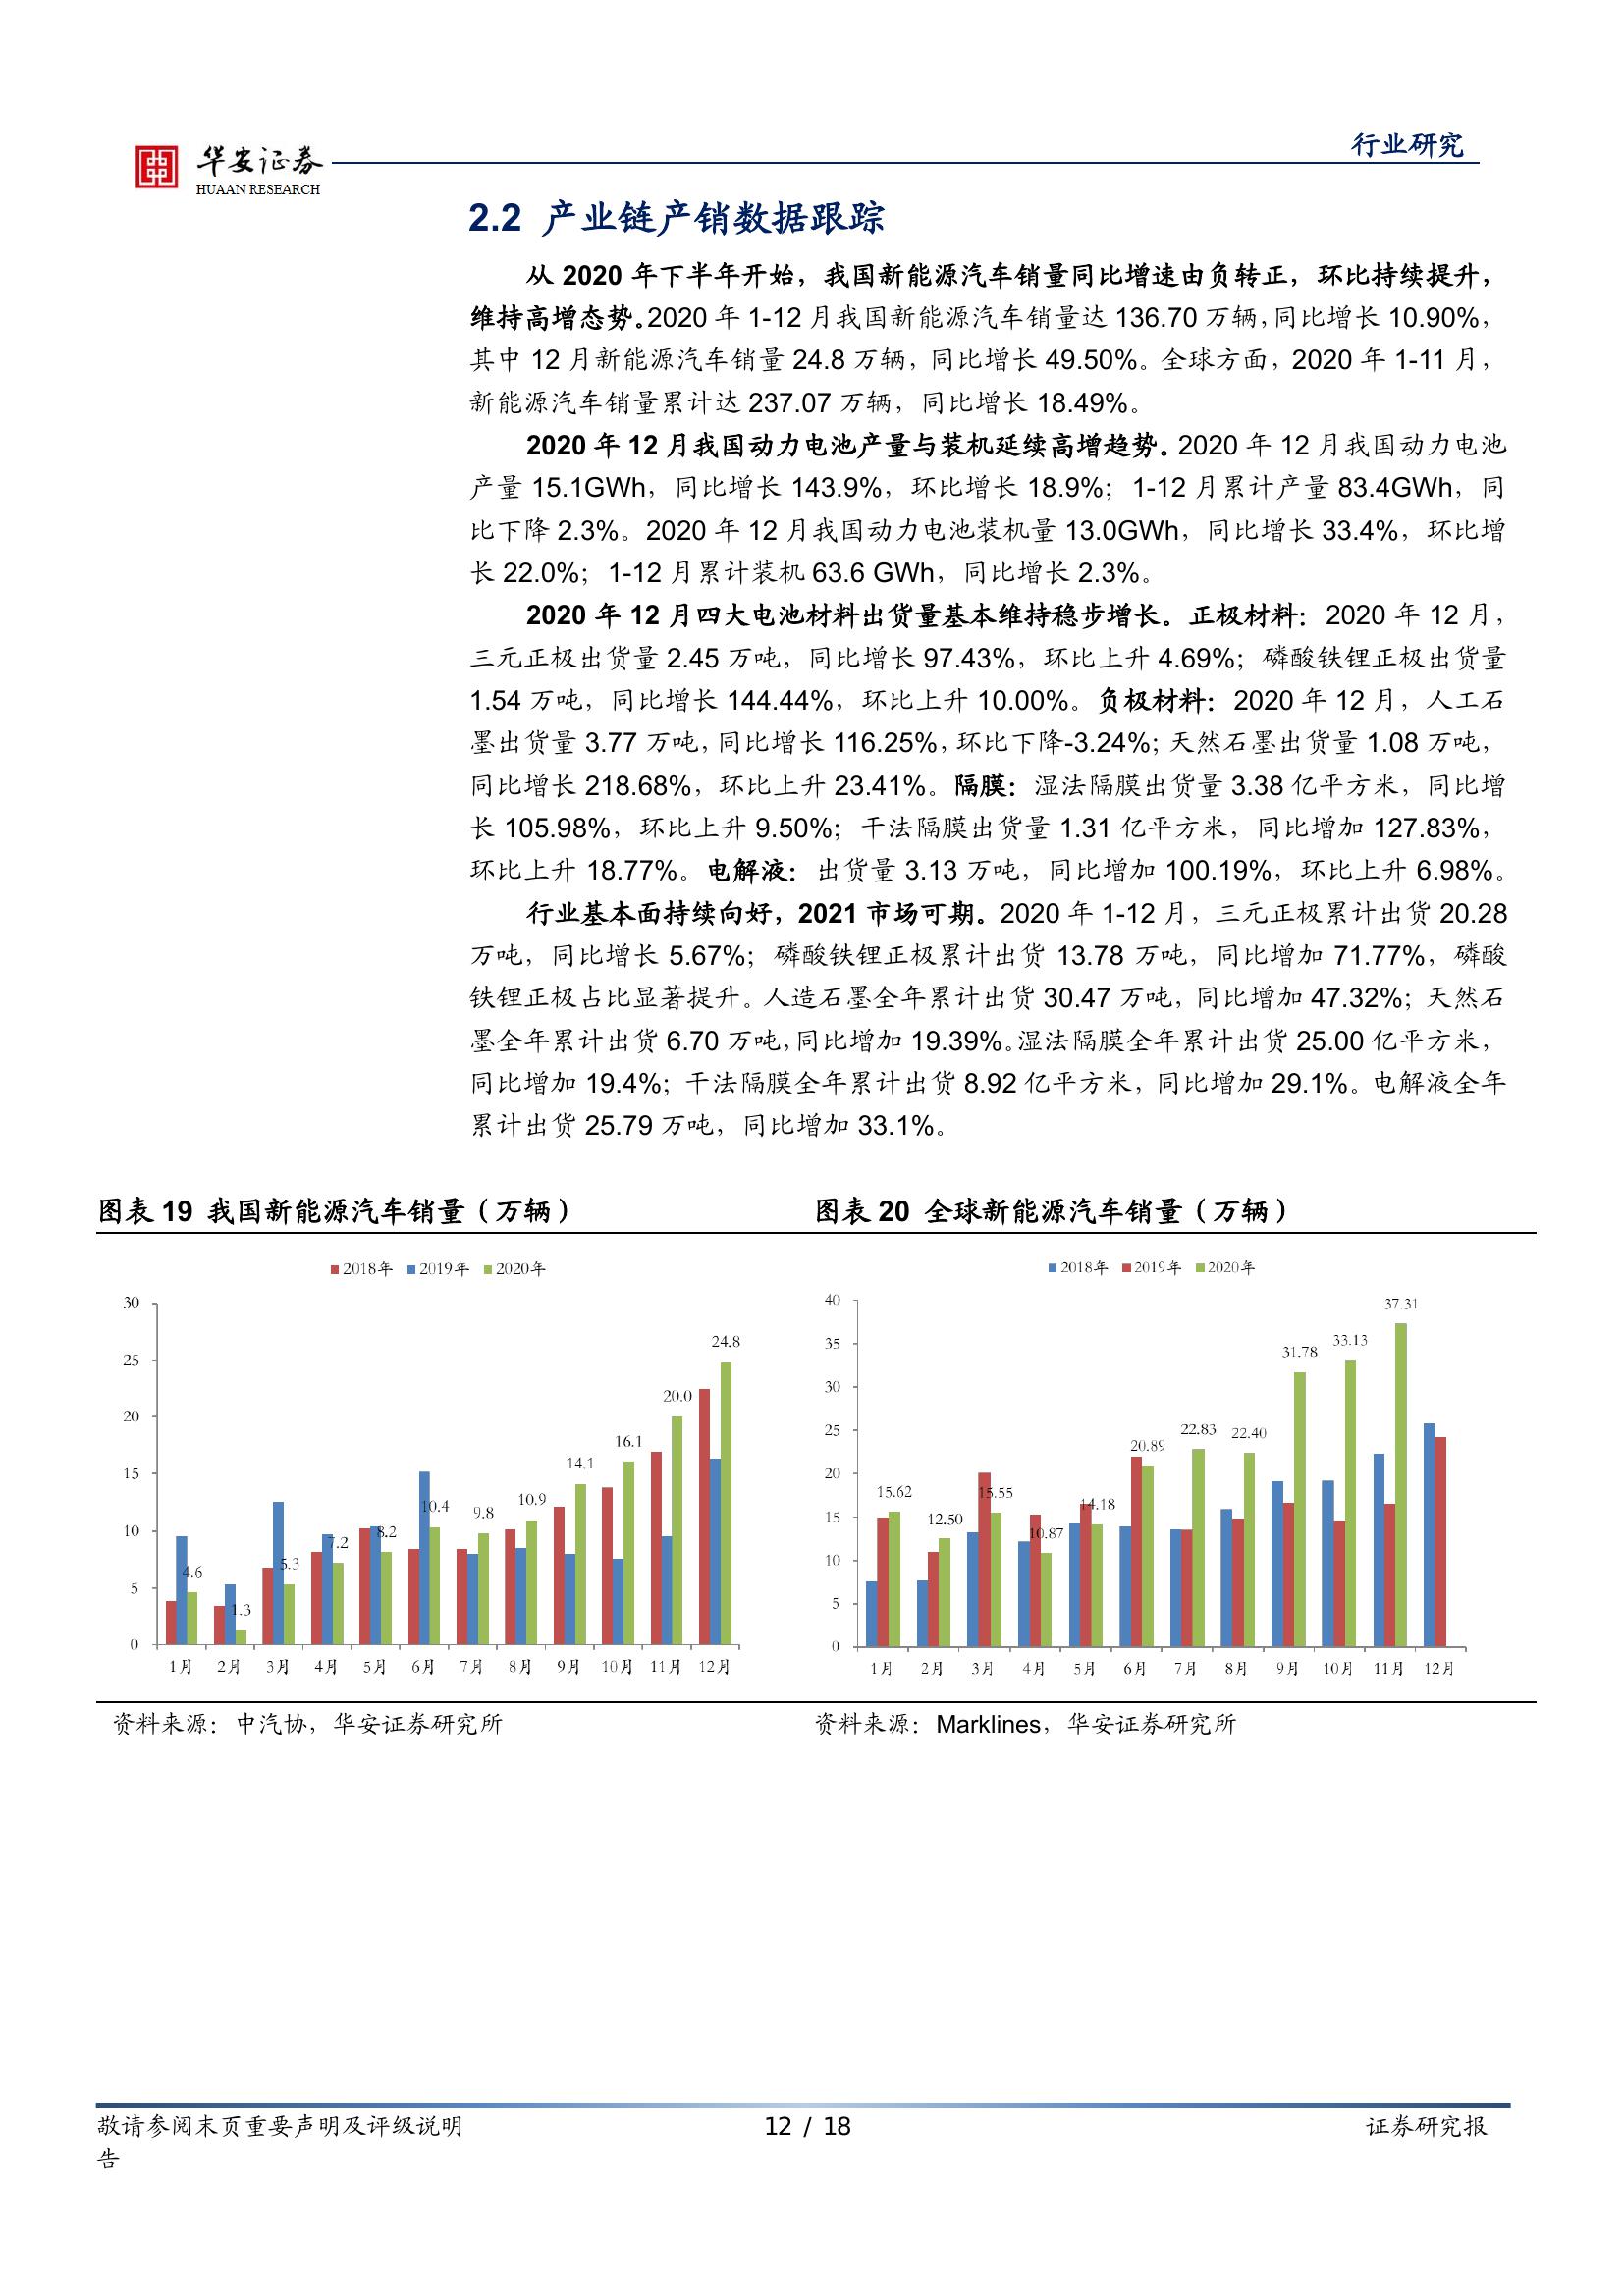 华安证券
HUAAN RESEARCH
行业研究
2.2 产业链产销数据跟踪
从 2020 年下半年开始，我国新能源汽车销量同比增速由负转正，环比持续提升，
维持高增态势。2020 年 1-12 月我国新能源汽车销量达 136.70 万辆，同比增长 10.90%，
其中 12 月新能源汽车销量 24.8 万辆，同比增长 49.50%。全球方面，2020 年 1-11 月，
新能源汽车销量累计达 237.07 万辆，同比增长 18.49%。
2020 年 12 月我国动力电池产量与装机延续高增趋势。2020 年 12 月我国动力电池
产量 15.1GWh，同比增长 143.9%，环比增长 18.9%；1-12 月累计产量 83.4GWh，同
比下降 2.3%。2020 年 12 月我国动力电池装机量 13.0GWh，同比增长 33.4%，环比增
长 22.0%；1-12 月累计装机 63.6 GWh，同比增长 2.3%。
2020 年 12 月四大电池材料出货量基本维持稳步增长。正极材料：2020 年 12 月，
三元正极出货量 2.45 万吨，同比增长 97.43%，环比上升 4.69%；磷酸铁锂正极出货量
1.54 万吨，同比增长 144.44%，环比上升 10.00%。负极材料：2020 年 12 月，人工石
墨出货量 3.77 万吨，同比增长 116.25%，环比下降-3.24%；天然石墨出货量 1.08 万吨，
同比增长 218.68%，环比上升 23.41%。隔膜：湿法隔膜出货量 3.38 亿平方米，同比增
长 105.98%，环比上升 9.50%；干法隔膜出货量 1.31 亿平方米，同比增加 127.83%，
环比上升 18.77%。电解液：出货量 3.13 万吨，同比增加 100.19%，环比上升 6.98%。
行业基本面持续向好，2021 市场可期。2020 年 1-12 月，三元正极累计出货 20.28
万吨，同比增长 5.67%；磷酸铁锂正极累计出货 13.78 万吨，同比增加 71.77%，磷酸
铁锂正极占比显著提升。人造石墨全年累计出货 30.47 万吨，同比增加 47.32%；天然石
墨全年累计出货 6.70 万吨，同比增加 19.39%。湿法隔膜全年累计出货 25.00 亿平方米，
同比增加 19.4%；干法隔膜全年累计出货 8.92 亿平方米，同比增加 29.1%。电解液全年
累计出货 25.79 万吨，同比增加 33.1%。
图表 19 我国新能源汽车销量（万辆）
2018年 2019年 2020年
30
25
20
15
10
5
0
4.6 1.3 5.3 7.2 8.2 10.4 9.8 10.9 14.1 16.1 20.0 24.8
1月 2月 3月 4月 5月 6月 7月 8月 9月 10月 11月 12月
资料来源：中汽协，华安证券研究所
图表 20 全球新能源汽车销量（万辆）
2018年 2019年 2020年
40
35
30
25
20
15
10
5
0
15.62 12.50 15.55 10.87 14.18 20.89 22.83 22.40 31.78 33.13 37.31
1月 2月 3月 4月 5月 6月 7月 8月 9月 10月 11月 12月
资料来源：Marklines，华安证券研究所
敬请参阅末页重要声明及评级说明 12 / 18 证券研究报
告